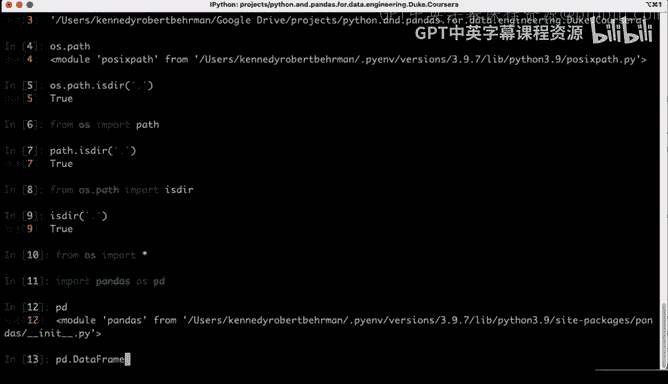 IPython: projects/python.and.pandas.for.data.engineering.Duke.Coursera
⌥⌘1
3 '/Users/kennedyrobertbehrman/Google Drive/projects/python.and.pandas.for.data.engineering.Duke.Coursera'
GPT中英字幕课程资源 bilibili
In [4]: os.path
4 <module 'posixpath' from '/Users/kennedyrobertbehrman/.pyenv/versions/3.9.7/lib/python3.9/posixpath.py'>
In [5]: os.path.isdir('.')
5 True
In [6]: from os import path
In [7]: path.isdir('.')
7 True
In [8]: from os.path import isdir
In [9]: isdir('.')
9 True
In [10]: from os import *
In [11]: import pandas as pd
In [12]: pd
12 <module 'pandas' from '/Users/kennedyrobertbehrman/.pyenv/versions/3.9.7/lib/python3.9/site-packages/pan
das/__init__.py'>
In [13]: pd.DataFrame